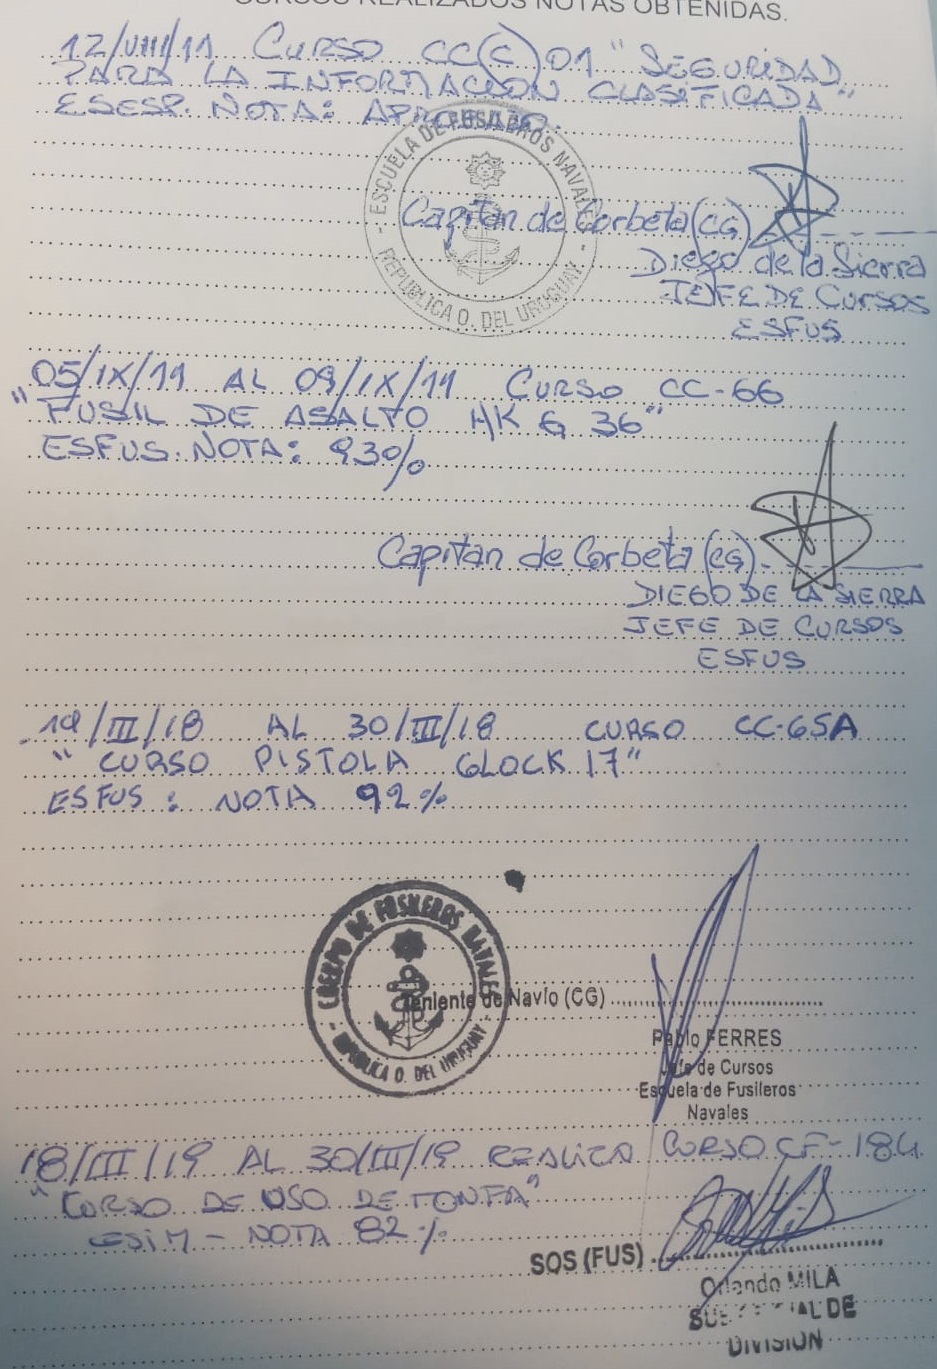 CURSOS REALIZADOS NOTAS OBTENIDAS.
12/VIII/11 CURSO CC(C) 01 "SEGURIDAD
PARA LA INFORMACION CLASIFICADA"
ESESP. NOTA: APROBADO.
ESCUELA DE FUSILEROS NAVALES
- REPUBLICA O. DEL URUGUAY -
Capitan de Corbeta (CG)
Diego de la Sierra
JEFE DE CURSOS
ESFUS
05/IX/11 AL 09/IX/11 CURSO CC-66
"FUSIL DE ASALTO HK G 36"
ESFUS. NOTA: 93%
Capitan de Corbeta (CG)
DIEGO DE LA SIERRA
JEFE DE CURSOS
ESFUS
19/III/18 AL 30/III/18 CURSO CC-65A
"CURSO PISTOLA GLOCK 17"
ESFUS: NOTA 92%
CUERPO DE FUSILEROS NAVALES
- REPUBLICA O. DEL URUGUAY -
Teniente de Navío (CG)
Pablo FERRES
Jefe de Cursos
Escuela de Fusileros
Navales
18/III/19 AL 30/III/19 REALIZA CURSO CF-184
"CURSO DE USO DE TONFA"
ESIM - NOTA 82%
SOS (FUS)
Orlando MILA
DE
DIVISION